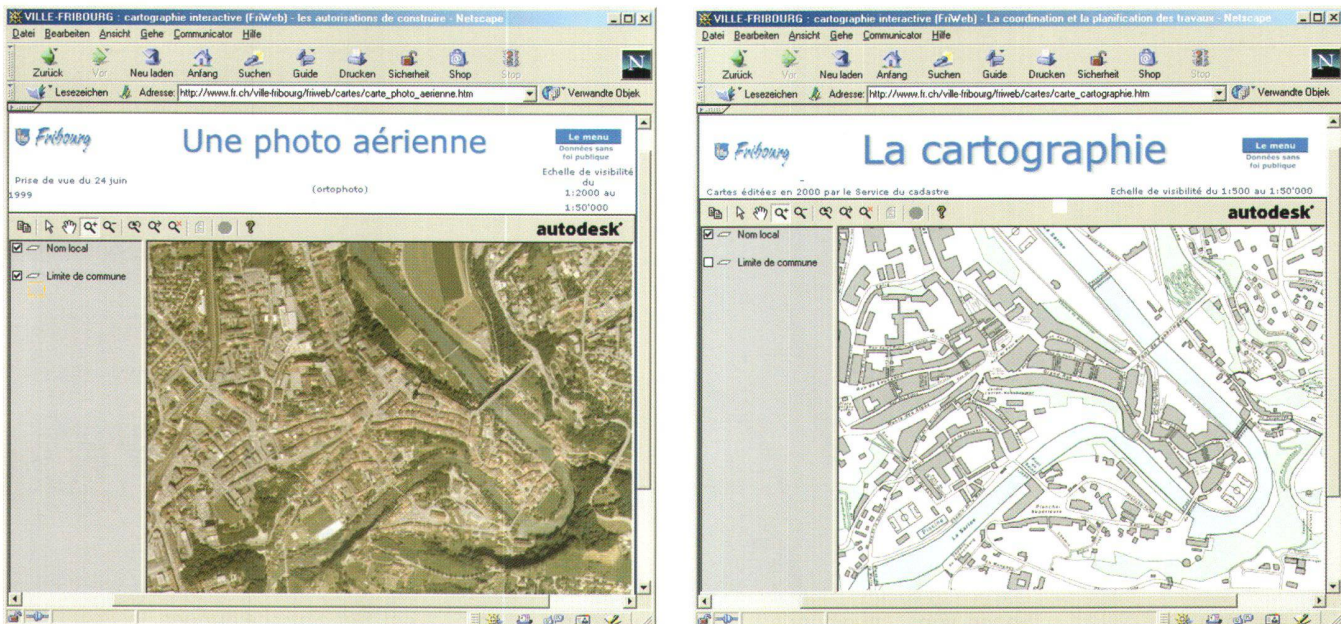 VILLE-FRIBOURG : cartographie interactive (FriWeb) - les autorisations de construire - Netscape
Datei Bearbeiten Ansicht Gehe Communicator Hilfe
Zurück Vor Neu laden Anfang Suchen Guide Drucken Sicherheit Shop Stop
N
Lesezeichen Adresse: http://www.fr.ch/ville-fribourg/friweb/cartes/carte_photo_aerienne.htm Verwandte Objek
Fribourg
Une photo aérienne
Le menu
Données sans
foi publique
Prise de vue du 24 juin
1999
(ortophoto)
Echelle de visibilité
du
1:2000 au
1:50'000
autodesk
Nom local
Limite de commune
VILLE-FRIBOURG : cartographie interactive (FriWeb) - La coordination et la planification des travaux - Netscape
Datei Bearbeiten Ansicht Gehe Communicator Hilfe
Zurück Vor Neu laden Anfang Suchen Guide Drucken Sicherheit Shop Stop
N
Lesezeichen Adresse: http://www.fr.ch/ville-fribourg/friweb/cartes/carte_cartographie.htm Verwandte Objek
Fribourg
La cartographie
Le menu
Données sans
foi publique
Cartes éditées en 2000 par le Service du cadastre
Echelle de visibilité du 1:500 au 1:50'000
autodesk
Nom local
Limite de commune
La Sarine
Planche-
Supérieure
La Sarine